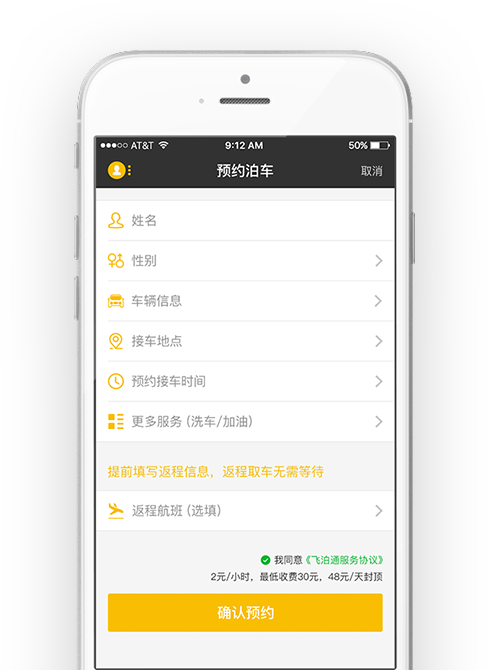 AT&T 9:12 AM 50%
预约泊车 取消
姓名
性别
车辆信息
接车地点
预约接车时间
更多服务 (洗车/加油)
提前填写返程信息，返程取车无需等待
返程航班 (选填)
我同意《飞泊通服务协议》
2元/小时，最低收费30元，48元/天封顶
确认预约